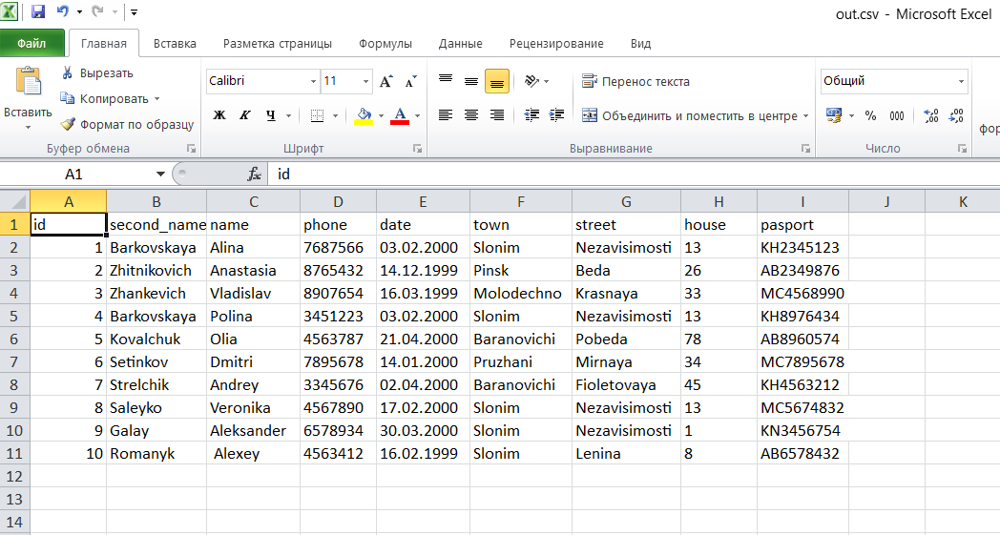 out.csv - Microsoft Excel
Файл Главная Вставка Разметка страницы Формулы Данные Рецензирование Вид
Вставить
Вырезать
Копировать
Формат по образцу
Буфер обмена
Calibri 11
Ж К Ч
Шрифт
Перенос текста
Объединить и поместить в центре
Выравнивание
Общий
% 000
Число
фор
A1 fx id
A B C D E F G H I J K
1 id second_name name phone date town street house pasport
2 1 Barkovskaya Alina 7687566 03.02.2000 Slonim Nezavisimosti 13 KH2345123
3 2 Zhitnikovich Anastasia 8765432 14.12.1999 Pinsk Beda 26 AB2349876
4 3 Zhankevich Vladislav 8907654 16.03.1999 Molodechno Krasnaya 33 MC4568990
5 4 Barkovskaya Polina 3451223 03.02.2000 Slonim Nezavisimosti 13 KH8976434
6 5 Kovalchuk Olia 4563787 21.04.2000 Baranovichi Pobeda 78 AB8960574
7 6 Setinkov Dmitri 7895678 14.01.2000 Pruzhani Mirnaya 34 MC7895678
8 7 Strelchik Andrey 3345676 02.04.2000 Baranovichi Fioletovaya 45 KH4563212
9 8 Saleyko Veronika 4567890 17.02.2000 Slonim Nezavisimosti 13 MC5674832
10 9 Galay Aleksander 6578934 30.03.2000 Slonim Nezavisimosti 1 KN3456754
11 10 Romanyk Alexey 4563412 16.02.1999 Slonim Lenina 8 AB6578432
12
13
14